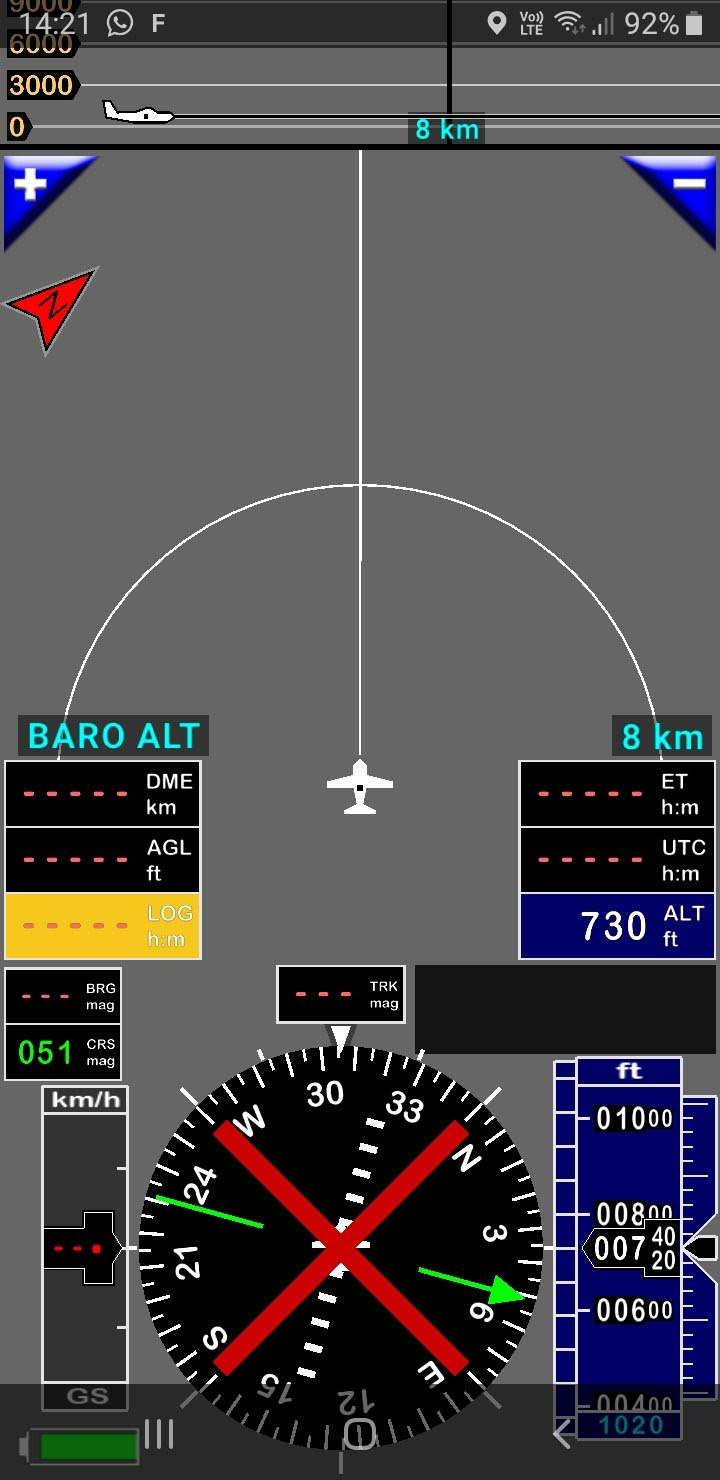 9000
14:21 F Vo)) LTE 92%
6000
3000
0
8 km
+ −
N
BARO ALT 8 km
- - - - - DME km
- - - - - ET h:m
- - - - - AGL ft
- - - - - UTC h:m
- - - - - LOG h:m
730 ALT ft
- - - BRG mag
- - - TRK mag
051 CRS mag
km/h
ft
30 33 N 3 6 E 12 15 S 21 24 W
01000
00800
007 40 20
00600
00400
- - •
GS
1020